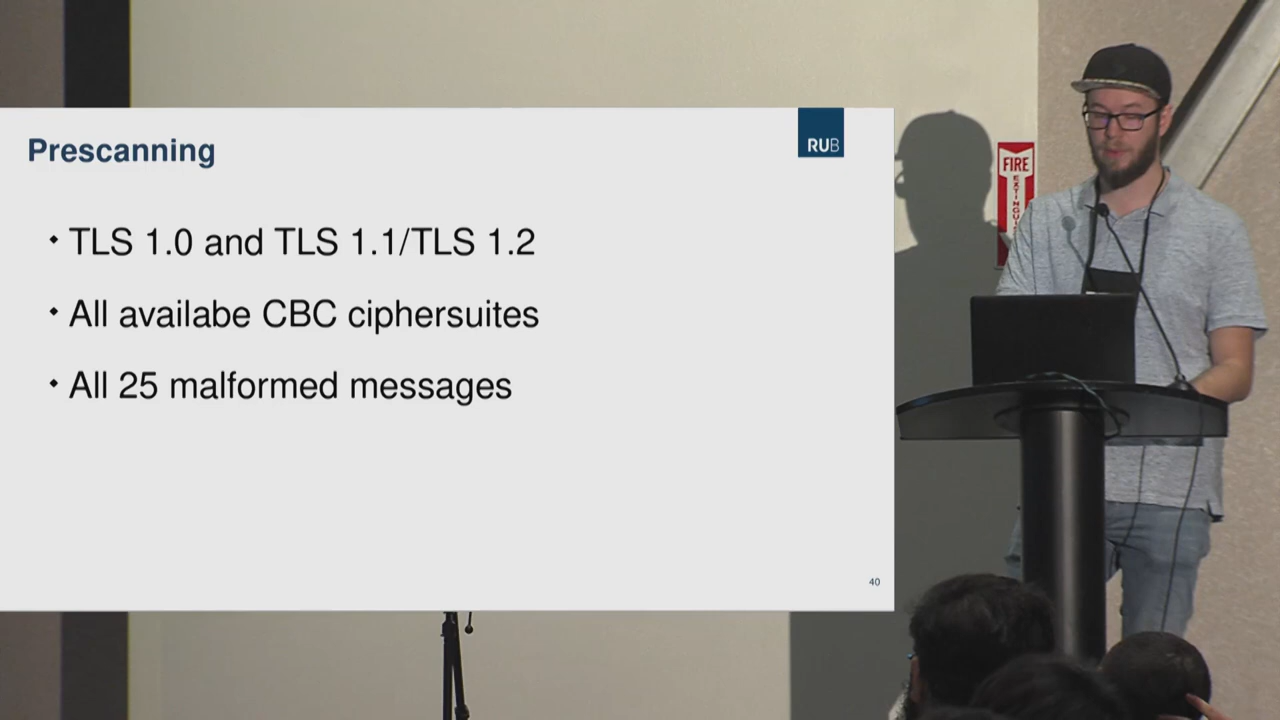 Prescanning
RUB
• TLS 1.0 and TLS 1.1/TLS 1.2
• All availabe CBC ciphersuites
• All 25 malformed messages
40
FIRE
EXTINGU